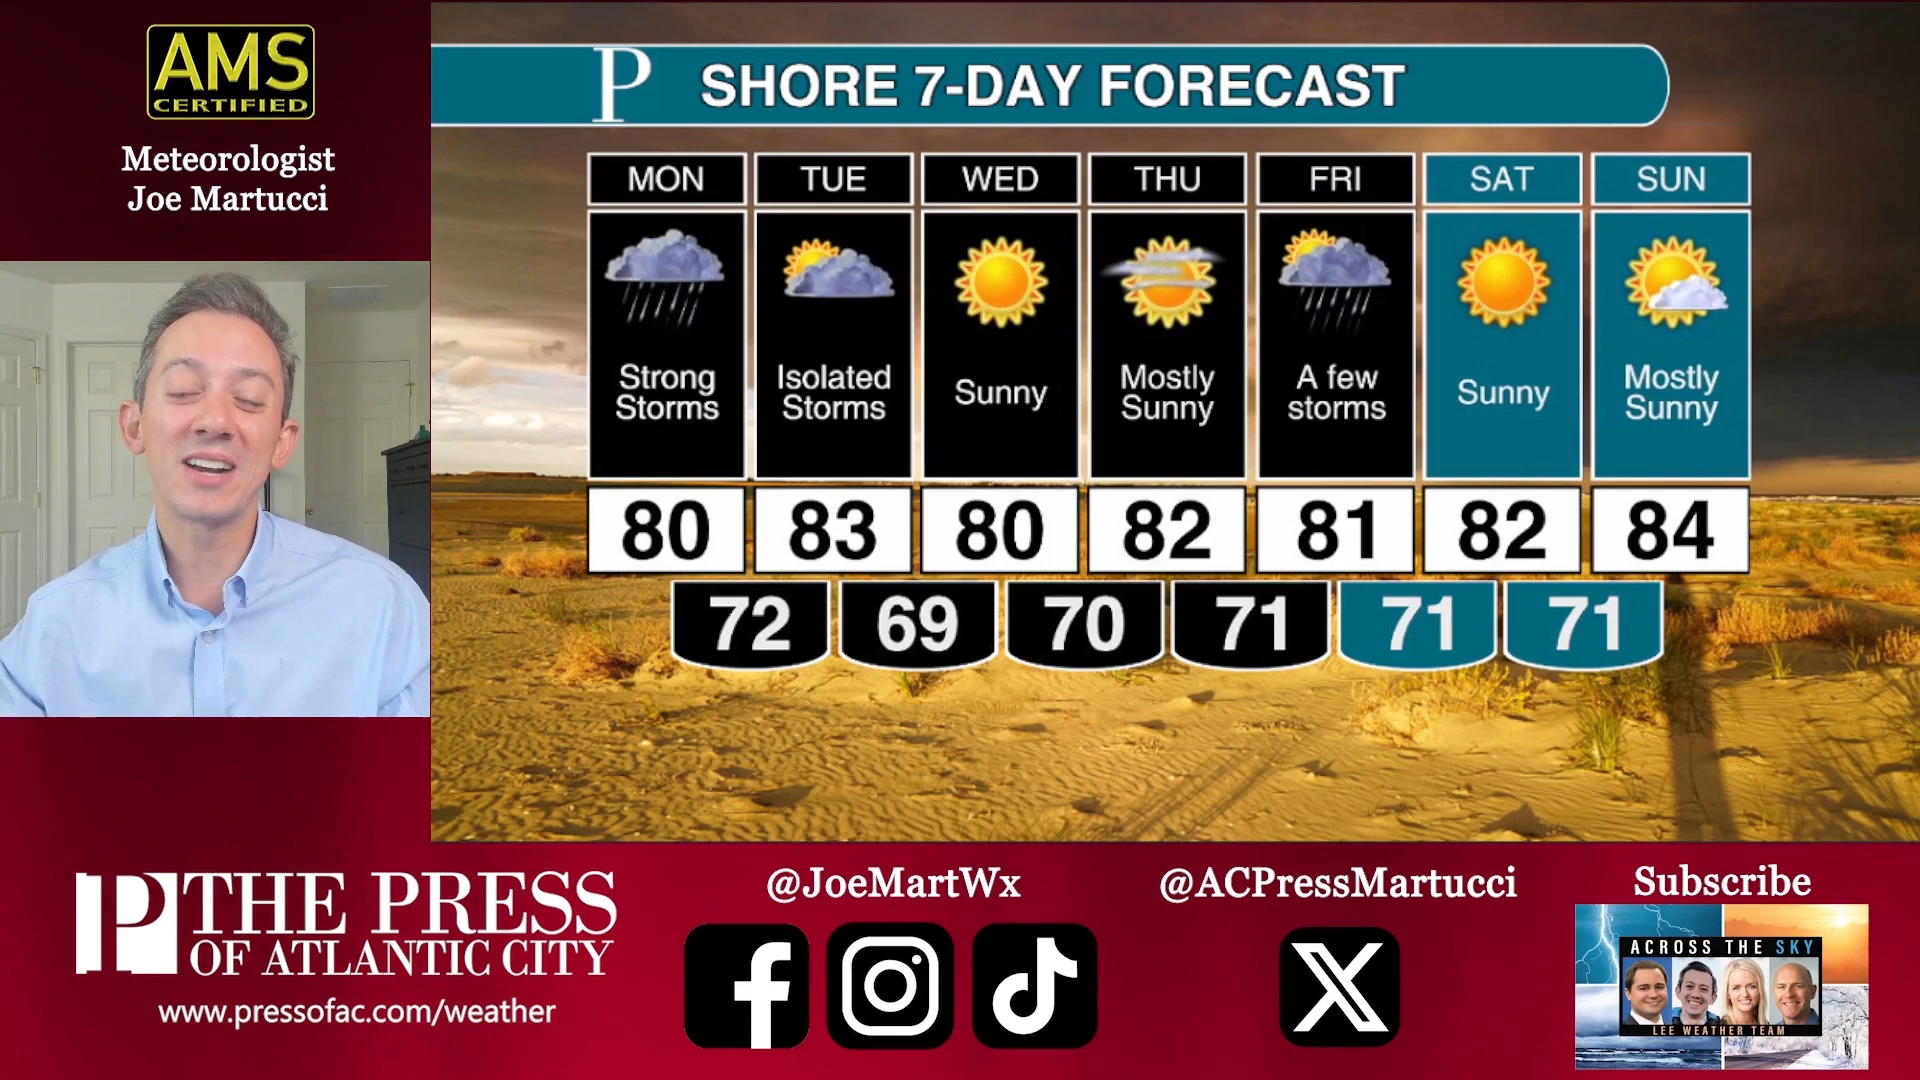 AMS
CERTIFIED
Meteorologist
Joe Martucci
P SHORE 7-DAY FORECAST
MON TUE WED THU FRI SAT SUN
Strong Storms
Isolated Storms
Sunny
Mostly Sunny
A few storms
Sunny
Mostly Sunny
80 83 80 82 81 82 84
72 69 70 71 71 71
P THE PRESS
OF ATLANTIC CITY
www.pressofac.com/weather
@JoeMartWx
@ACPressMartucci
Subscribe
ACROSS THE SKY
LEE WEATHER TEAM